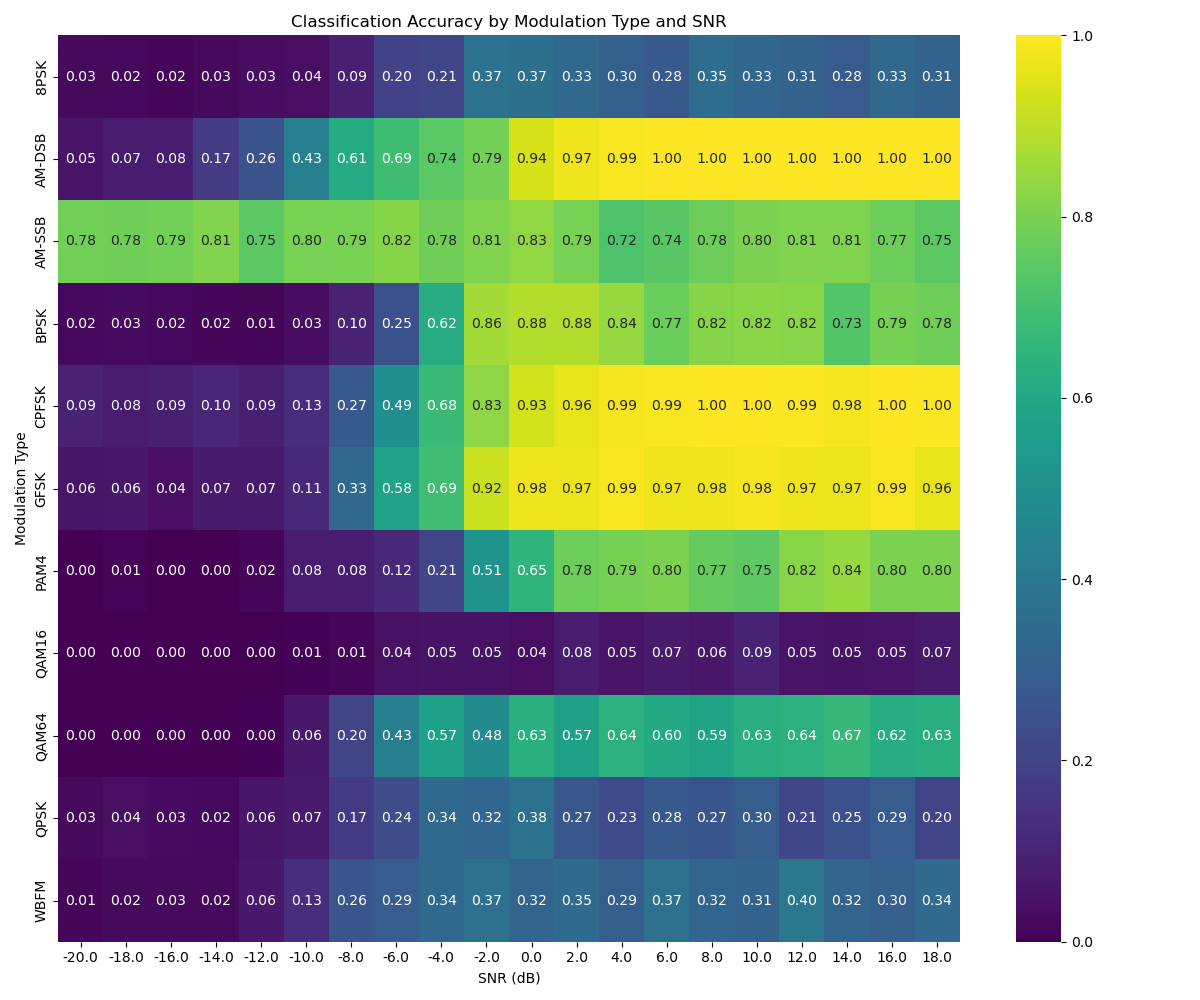 Classification Accuracy by Modulation Type and SNR
Modulation Type
8PSK 0.03 0.02 0.02 0.03 0.03 0.04 0.09 0.20 0.21 0.37 0.37 0.33 0.30 0.28 0.35 0.33 0.31 0.28 0.33 0.31
AM-DSB 0.05 0.07 0.08 0.17 0.26 0.43 0.61 0.69 0.74 0.79 0.94 0.97 0.99 1.00 1.00 1.00 1.00 1.00 1.00 1.00
AM-SSB 0.78 0.78 0.79 0.81 0.75 0.80 0.79 0.82 0.78 0.81 0.83 0.79 0.72 0.74 0.78 0.80 0.81 0.81 0.77 0.75
BPSK 0.02 0.03 0.02 0.02 0.01 0.03 0.10 0.25 0.62 0.86 0.88 0.88 0.84 0.77 0.82 0.82 0.82 0.73 0.79 0.78
CPFSK 0.09 0.08 0.09 0.10 0.09 0.13 0.27 0.49 0.68 0.83 0.93 0.96 0.99 0.99 1.00 1.00 0.99 0.98 1.00 1.00
GFSK 0.06 0.06 0.04 0.07 0.07 0.11 0.33 0.58 0.69 0.92 0.98 0.97 0.99 0.97 0.98 0.98 0.97 0.97 0.99 0.96
PAM4 0.00 0.01 0.00 0.00 0.02 0.08 0.08 0.12 0.21 0.51 0.65 0.78 0.79 0.80 0.77 0.75 0.82 0.84 0.80 0.80
QAM16 0.00 0.00 0.00 0.00 0.00 0.01 0.01 0.04 0.05 0.05 0.04 0.08 0.05 0.07 0.06 0.09 0.05 0.05 0.05 0.07
QAM64 0.00 0.00 0.00 0.00 0.00 0.06 0.20 0.43 0.57 0.48 0.63 0.57 0.64 0.60 0.59 0.63 0.64 0.67 0.62 0.63
QPSK 0.03 0.04 0.03 0.02 0.06 0.07 0.17 0.24 0.34 0.32 0.38 0.27 0.23 0.28 0.27 0.30 0.21 0.25 0.29 0.20
WBFM 0.01 0.02 0.03 0.02 0.06 0.13 0.26 0.29 0.34 0.37 0.32 0.35 0.29 0.37 0.32 0.31 0.40 0.32 0.30 0.34
-20.0 -18.0 -16.0 -14.0 -12.0 -10.0 -8.0 -6.0 -4.0 -2.0 0.0 2.0 4.0 6.0 8.0 10.0 12.0 14.0 16.0 18.0
SNR (dB)
1.0
0.8
0.6
0.4
0.2
0.0